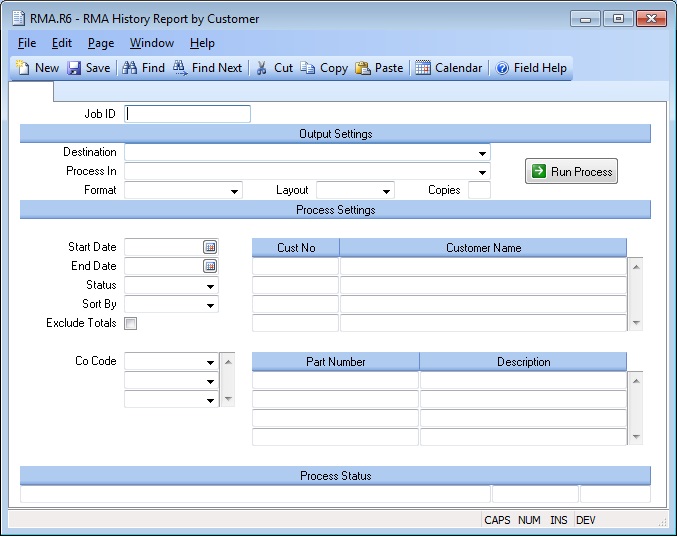 RMA.R6 - RMA History Report by Customer
File Edit Page Window Help
New Save Find Find Next Cut Copy Paste Calendar Field Help
Job ID
Output Settings
Destination
Process In
Run Process
Format Layout Copies
Process Settings
Start Date
Cust No Customer Name
End Date
Status
Sort By
Exclude Totals
Co Code
Part Number Description
Process Status
CAPS NUM INS DEV